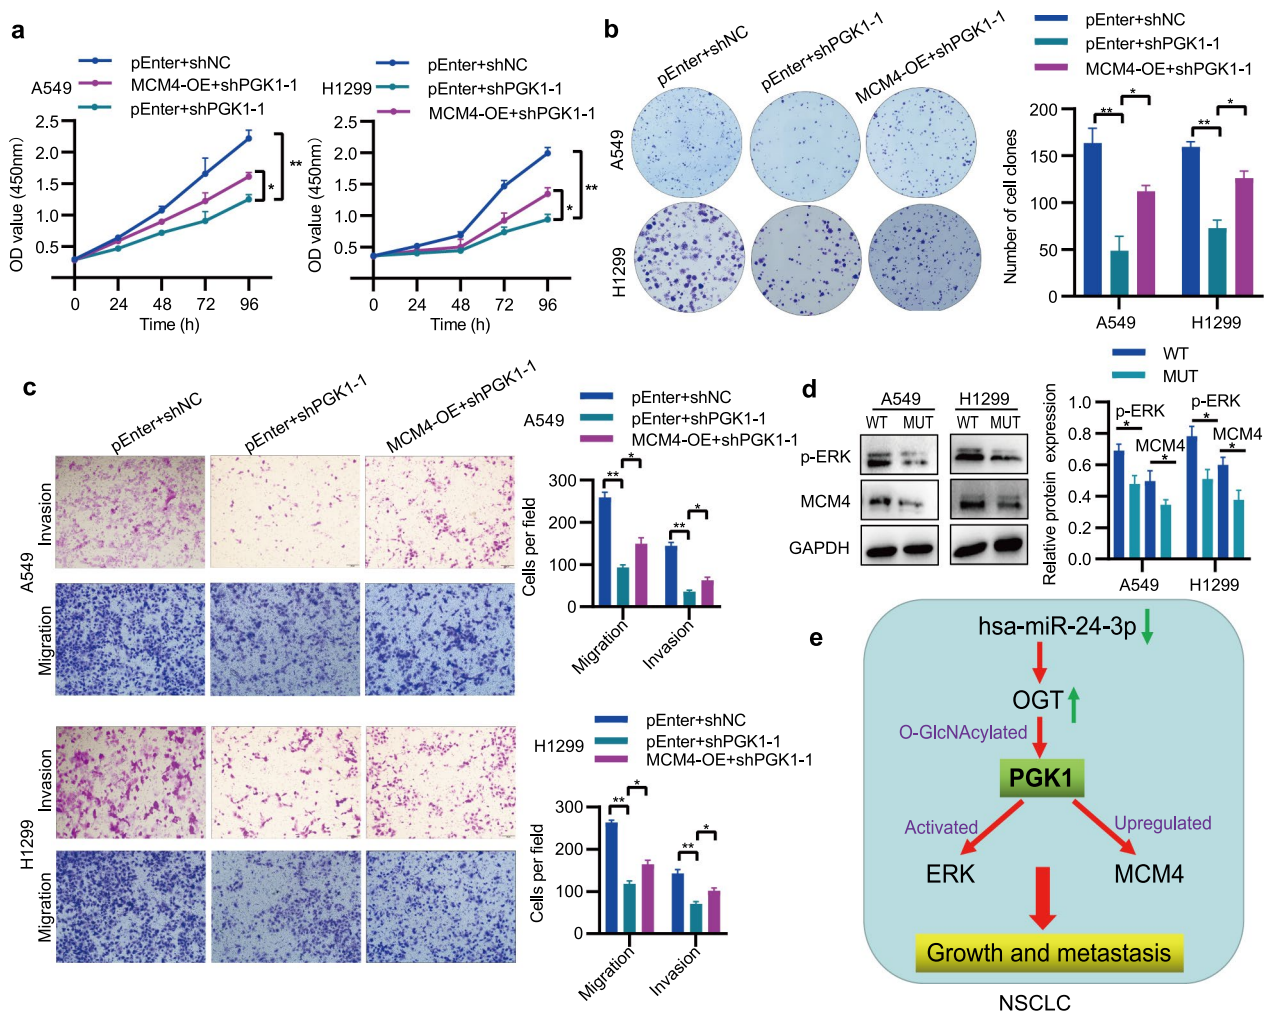 a
A549
pEnter+shNC
MCM4-OE+shPGK1-1
pEnter+shPGK1-1
OD value (450nm)
2.5
2.0
1.5
1.0
0.5
0 24 48 72 96
Time (h)
*
**
H1299
pEnter+shNC
pEnter+shPGK1-1
MCM4-OE+shPGK1-1
OD value (450nm)
2.5
2.0
1.5
1.0
0.5
0 24 48 72 96
Time (h)
*
**
b
pEnter+shNC
pEnter+shPGK1-1
MCM4-OE+shPGK1-1
A549
H1299
pEnter+shNC
pEnter+shPGK1-1
MCM4-OE+shPGK1-1
Number of cell clones
200
150
100
50
0
** *
** *
A549 H1299
c
pEnter+shNC
pEnter+shPGK1-1
MCM4-OE+shPGK1-1
A549
Invasion
Migration
H1299
Invasion
Migration
A549
pEnter+shNC
pEnter+shPGK1-1
MCM4-OE+shPGK1-1
Cells per field
300
200
100
0
** *
** *
Migration
Invasion
H1299
pEnter+shNC
pEnter+shPGK1-1
MCM4-OE+shPGK1-1
Cells per field
300
200
100
0
** *
** *
Migration
Invasion
d
A549 H1299
WT MUT WT MUT
p-ERK
MCM4
GAPDH
WT
MUT
Relative protein expression
1.0
0.8
0.6
0.4
0.2
0.0
p-ERK
*
MCM4
*
p-ERK
*
MCM4
*
A549 H1299
e
hsa-miR-24-3p
OGT
O-GlcNAcylated
PGK1
Activated
Upregulated
ERK
MCM4
Growth and metastasis
NSCLC